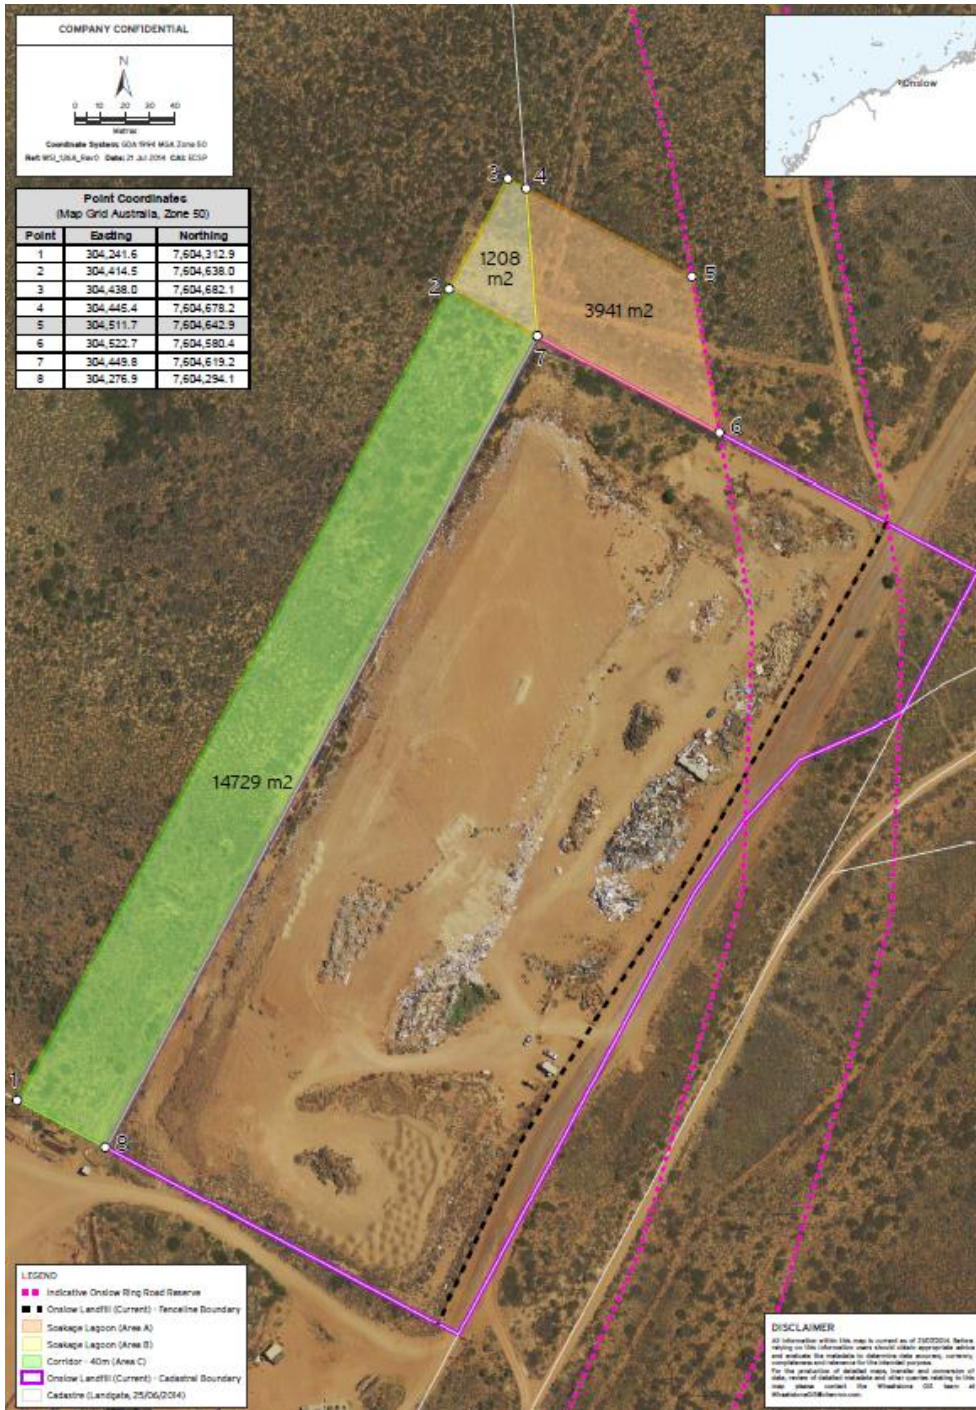 COMPANY CONFIDENTIAL
N
0 10 20 30 40
Metres
Coordinate System: GDA 1994 MGA Zone 50
Date: 21 Jul 2014
Onslow
Point Coordinates
(Map Grid Australia, Zone 50)
Point Easting Northing
1 304,241.6 7,604,312.9
2 304,414.5 7,604,638.0
3 304,438.0 7,604,682.1
4 304,445.4 7,604,678.2
5 304,511.7 7,604,642.9
6 304,522.7 7,604,580.4
7 304,449.8 7,604,619.2
8 304,276.9 7,604,294.1
3
4
1208
m2
5
2
3941 m2
7
6
14729 m2
1
8
LEGEND
Indicative Onslow Ring Road Reserve
Onslow Landfill (Current) - Fenceline Boundary
Soakage Lagoon (Area A)
Soakage Lagoon (Area B)
Corridor - 40m (Area C)
Onslow Landfill (Current) - Cadastral Boundary
Cadastre (Landgate, 25/06/2014)
DISCLAIMER